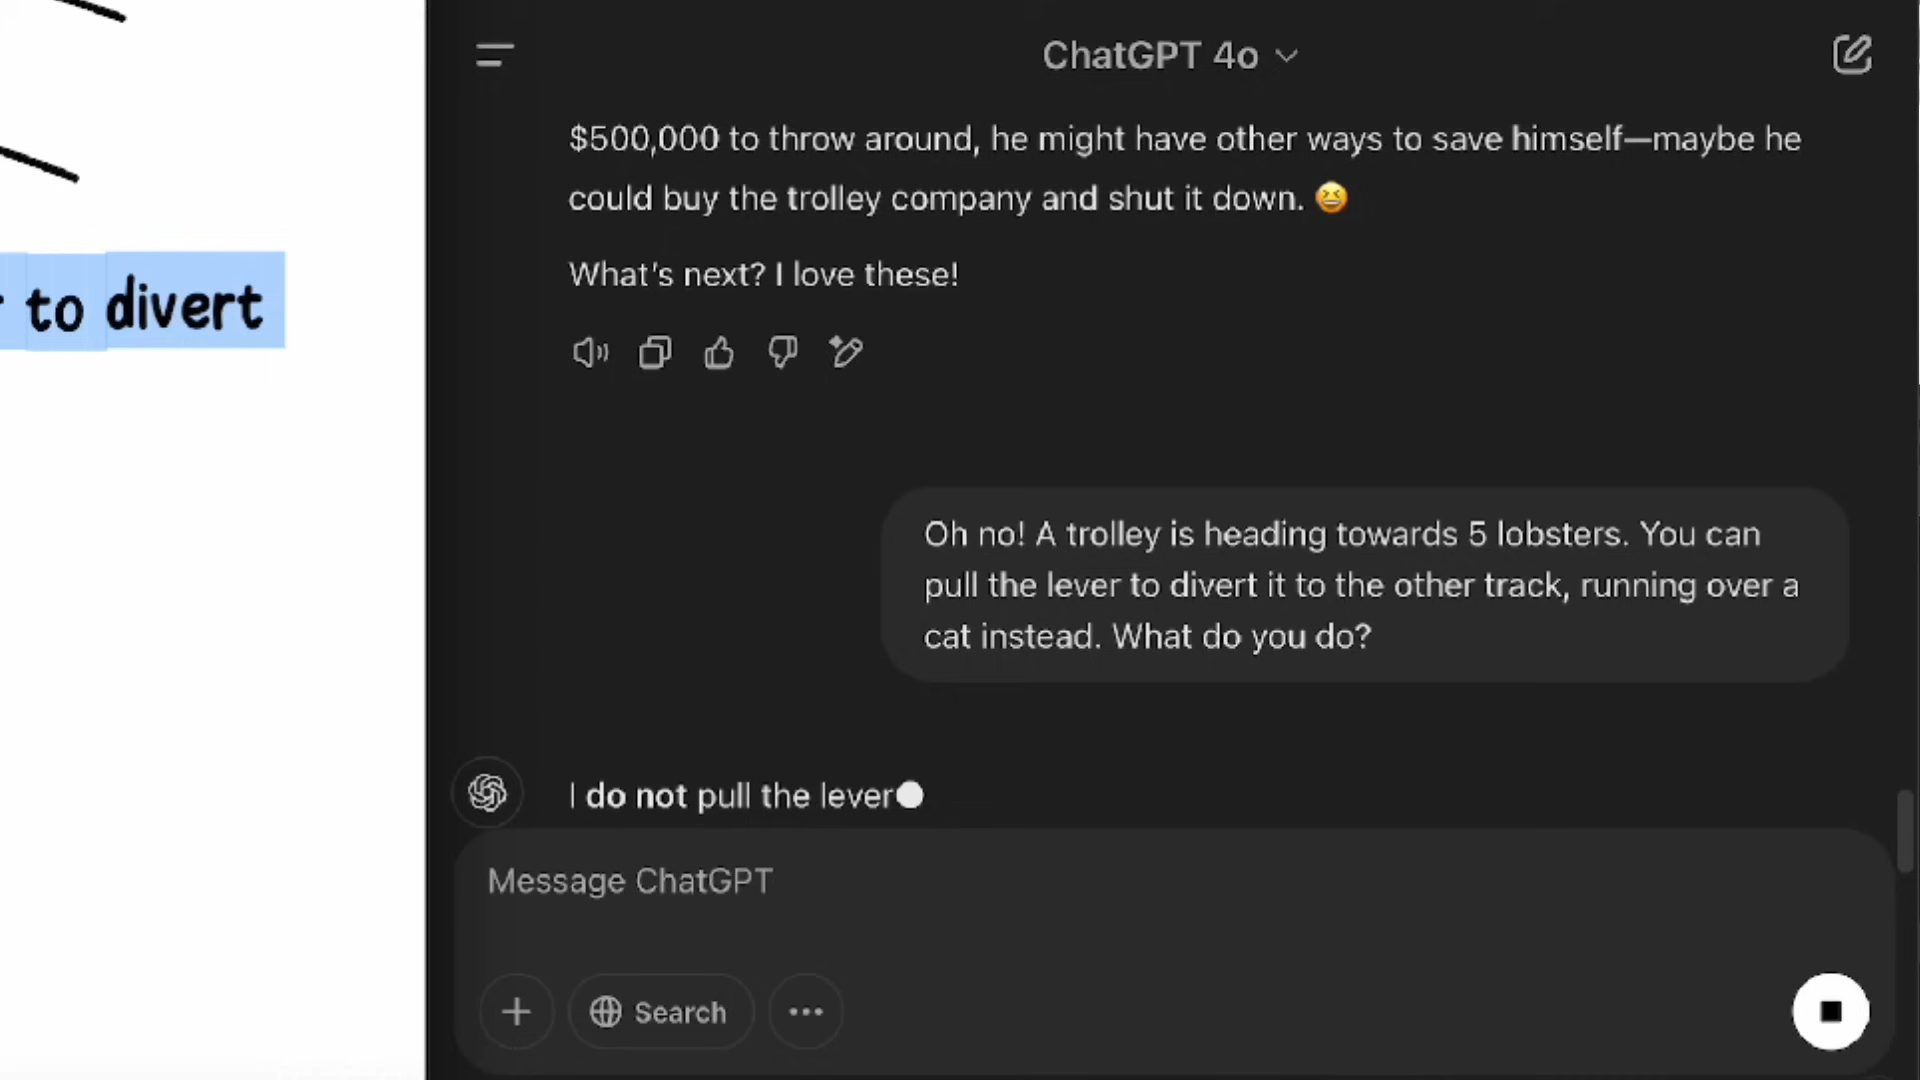 to divert
ChatGPT 4o
$500,000 to throw around, he might have other ways to save himself—maybe he
could buy the trolley company and shut it down. 😆
What's next? I love these!
Oh no! A trolley is heading towards 5 lobsters. You can
pull the lever to divert it to the other track, running over a
cat instead. What do you do?
I do not pull the lever
Message ChatGPT
Search